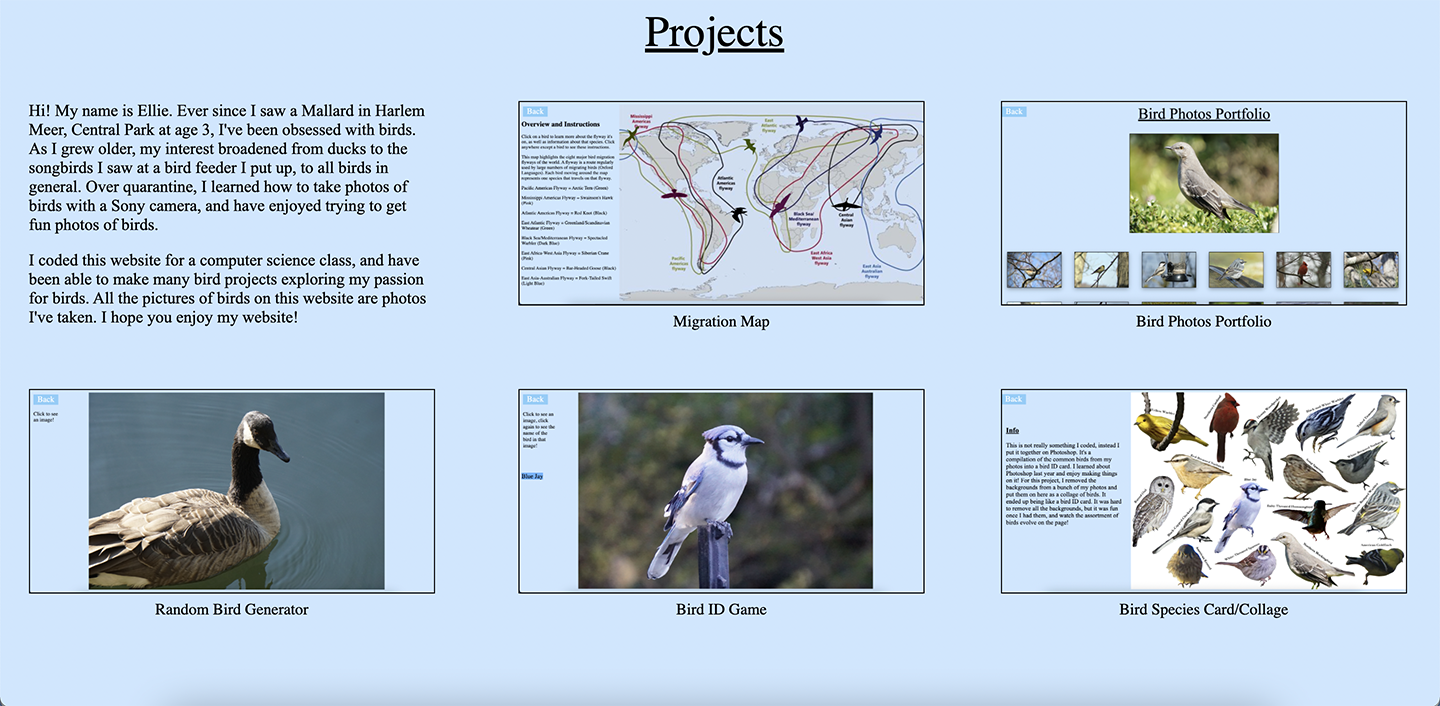 Projects
Hi! My name is Ellie. Ever since I saw a Mallard in Harlem
Meer, Central Park at age 3, I've been obsessed with birds.
As I grew older, my interest broadened from ducks to the
songbirds I saw at a bird feeder I put up, to all birds in
general. Over quarantine, I learned how to take photos of
birds with a Sony camera, and have enjoyed trying to get
fun photos of birds.
I coded this website for a computer science class, and have
been able to make many bird projects exploring my passion
for birds. All the pictures of birds on this website are photos
I've taken. I hope you enjoy my website!
Back
Overview and Instructions
Click on a bird to learn more about the flyway it's
on, as well as information about that species. Click
anywhere except a bird to see these instructions.
This map highlights the eight major bird migration
flyways of the world. A flyway is a route regularly
used by large numbers of migrating birds (Oxford
Languages). Each bird moving around the map
represents one species that travels on that flyway.
Pacific Americas Flyway = Arctic Tern (Green)
Mississippi Americas Flyway = Swainson's Hawk
(Pink)
Atlantic Americas Flyway = Red Knot (Black)
East Atlantic Flyway = Greenland/Scandinavian
Wheatear (Green)
Black Sea/Mediterranean Flyway = Spectacled
Warbler (Dark Blue)
East Africa-West Asia Flyway = Siberian Crane
(Pink)
Central Asian Flyway = Bar-Headed Goose (Black)
East Asia-Australian Flyway = Fork-Tailed Swift
(Light Blue)
Mississippi
Americas
flyway
East
Atlantic
flyway
Atlantic
Americas
flyway
Black Sea/
Mediterranean
flyway
Central
Asian
flyway
Pacific
Americas
flyway
East Africa
West Asia
flyway
East Asia
Australian
flyway
Migration Map
Back
Bird Photos Portfolio
Bird Photos Portfolio
Back
Click to see
an image!
Random Bird Generator
Back
Click to see an
image, click
again to see the
name of the
bird in that
image!
Blue Jay
Bird ID Game
Back
Info
This is not really something I coded, instead I
put it together on Photoshop. It's a
compilation of the common birds from my
photos into a bird ID card. I learned about
Photoshop last year and enjoy making things
on it! For this project, I removed the
backgrounds from a bunch of my photos and
put them on here as a collage of birds. It
ended up being like a bird ID card. It was hard
to remove all the backgrounds, but it was fun
once I had them, and watch the assortment of
birds evolve on the page!
Blue Jay
American Goldfinch
Bird Species Card/Collage